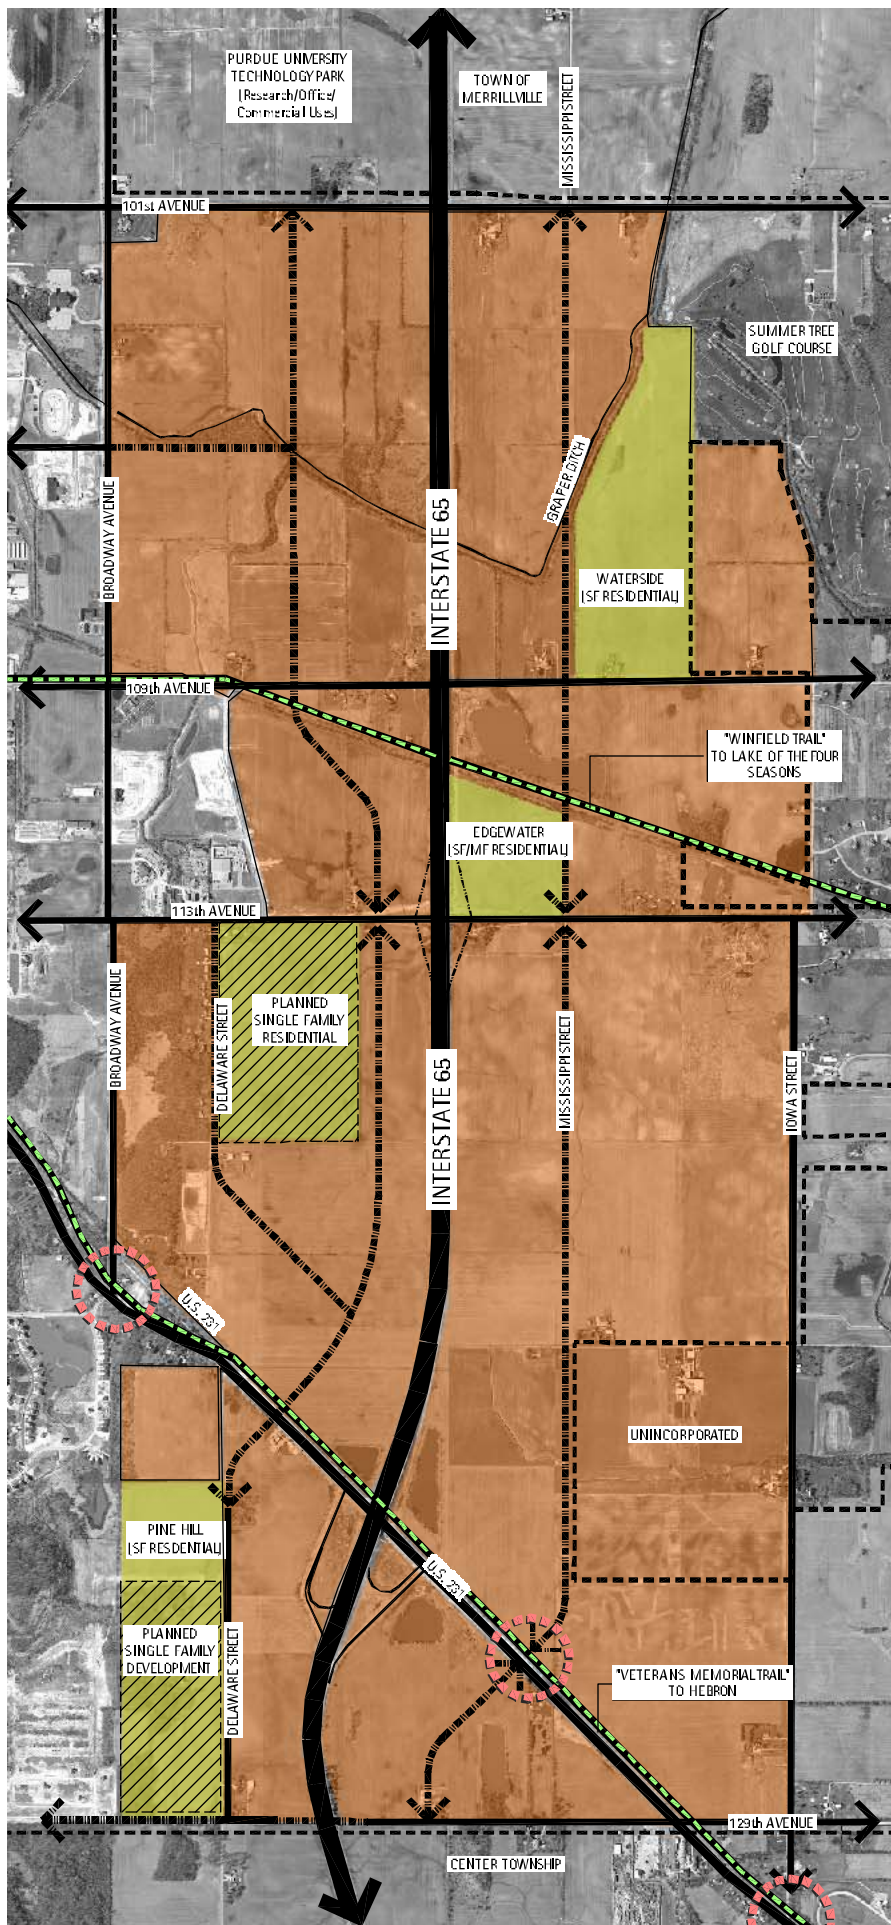 PURDUE UNIVERSITY
TECHNOLOGY PARK
(Research/Office/
Commercial Uses)
TOWN OF
MERRILLVILLE
MISSISSIPPI STREET
101st AVENUE
SUMMER TREE
GOLF COURSE
GRAPER DITCH
BROADWAY AVENUE
INTERSTATE 65
WATERSIDE
(SF RESIDENTIAL)
109th AVENUE
"WINFIELD TRAIL"
TO LAKE OF THE FOUR
SEASONS
EDGEWATER
(SF/MF RESIDENTIAL)
113th AVENUE
BROADWAY AVENUE
DELAWARE STREET
PLANNED
SINGLE FAMILY
RESIDENTIAL
INTERSTATE 65
MISSISSIPPI STREET
IOWA STREET
U.S. 231
UNINCORPORATED
PINE HILL
(SF RESDENTIAL)
U.S. 231
PLANNED
SINGLE FAMILY
DEVELOPMENT
DELAWARE STREET
"VETERANS MEMORIAL TRAIL"
TO HEBRON
129th AVENUE
CENTER TOWNSHIP